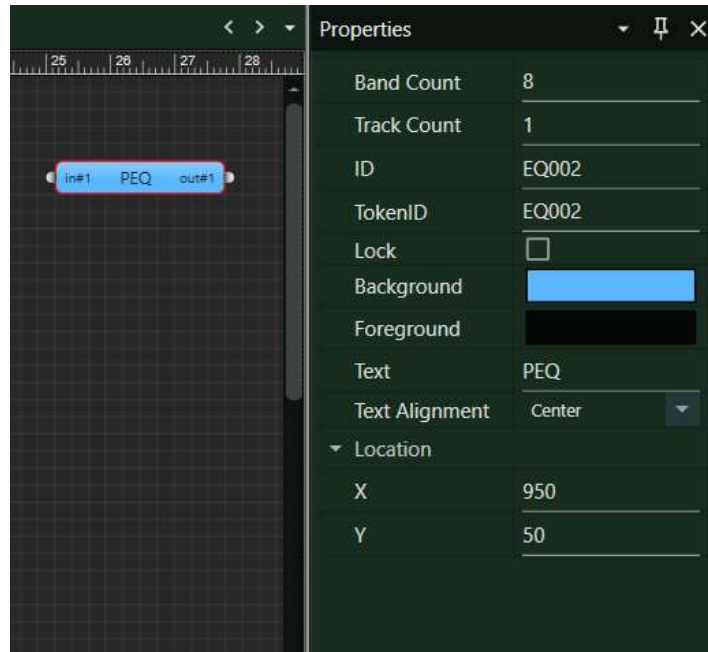 Properties
25 26 27 28
in#1 PEQ out#1
Band Count 8
Track Count 1
ID EQ002
TokenID EQ002
Lock
Background
Foreground
Text PEQ
Text Alignment Center
Location
X 950
Y 50